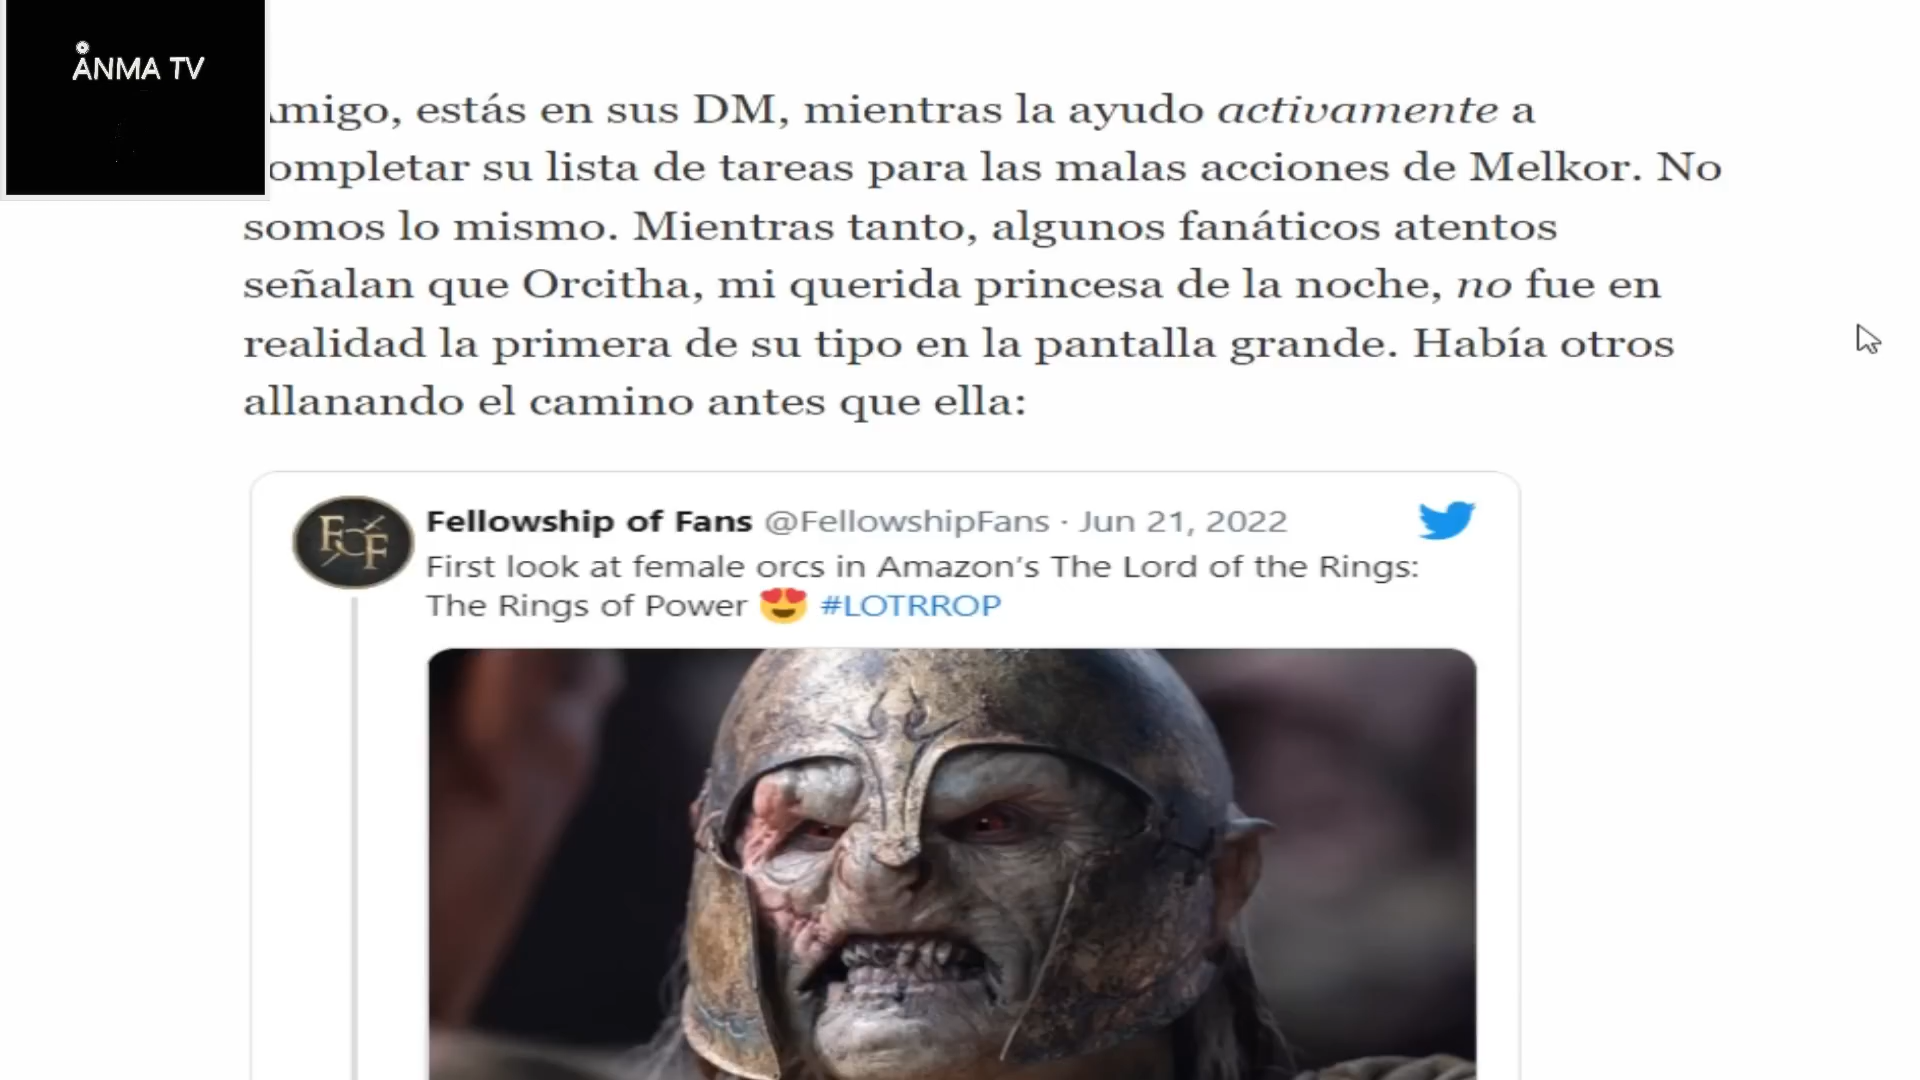 ANMA TV
migo, estás en sus DM, mientras la ayudo activamente a
ompletar su lista de tareas para las malas acciones de Melkor. No
somos lo mismo. Mientras tanto, algunos fanáticos atentos
señalan que Orcitha, mi querida princesa de la noche, no fue en
realidad la primera de su tipo en la pantalla grande. Había otros
allanando el camino antes que ella:
FOF
Fellowship of Fans @FellowshipFans · Jun 21, 2022
First look at female orcs in Amazon's The Lord of the Rings:
The Rings of Power 😍 #LOTRROP